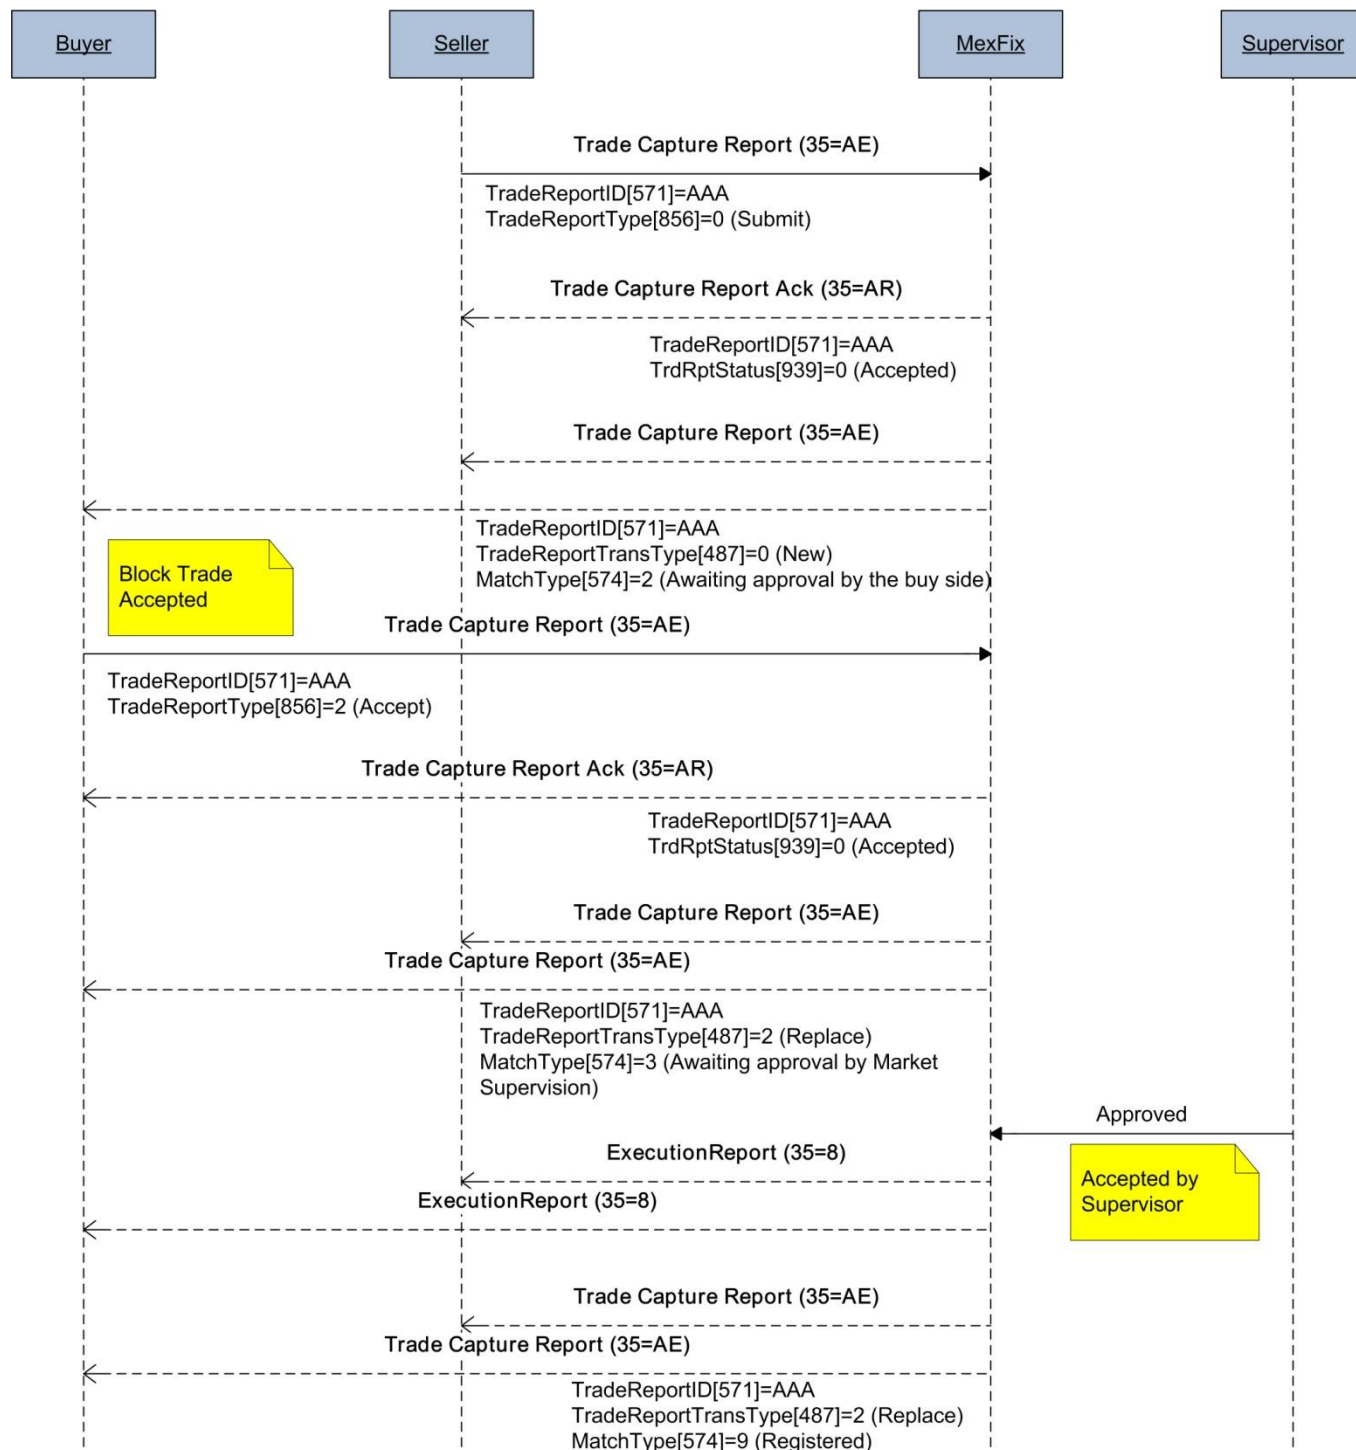 Buyer
Seller
MexFix
Supervisor
Trade Capture Report (35=AE)
TradeReportID[571]=AAA
TradeReportType[856]=0 (Submit)
Trade Capture Report Ack (35=AR)
TradeReportID[571]=AAA
TrdRptStatus[939]=0 (Accepted)
Trade Capture Report (35=AE)
TradeReportID[571]=AAA
TradeReportTransType[487]=0 (New)
MatchType[574]=2 (Awaiting approval by the buy side)
Block Trade
Accepted
Trade Capture Report (35=AE)
TradeReportID[571]=AAA
TradeReportType[856]=2 (Accept)
Trade Capture Report Ack (35=AR)
TradeReportID[571]=AAA
TrdRptStatus[939]=0 (Accepted)
Trade Capture Report (35=AE)
Trade Capture Report (35=AE)
TradeReportID[571]=AAA
TradeReportTransType[487]=2 (Replace)
MatchType[574]=3 (Awaiting approval by Market
Supervision)
Approved
Accepted by
Supervisor
ExecutionReport (35=8)
ExecutionReport (35=8)
Trade Capture Report (35=AE)
Trade Capture Report (35=AE)
TradeReportID[571]=AAA
TradeReportTransType[487]=2 (Replace)
MatchType[574]=9 (Registered)